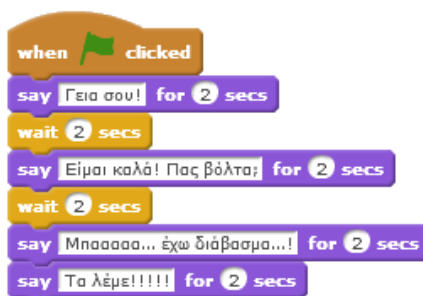 when clicked
say Γεια σου! for 2 secs
wait 2 secs
say Είμαι καλά! Πας βόλτα; for 2 secs
wait 2 secs
say Μπααααα... έχω διάβασμα...! for 2 secs
say Τα λέμε!!!!! for 2 secs